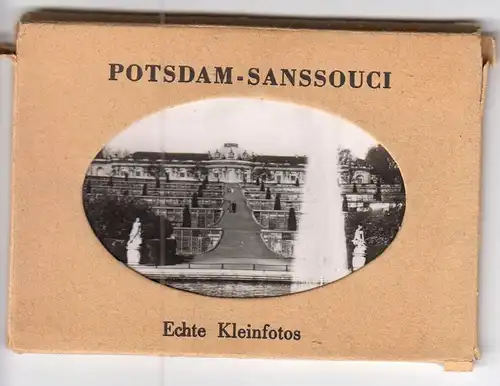 POTSDAM-SANSSOUCI
Echte Kleinfotos